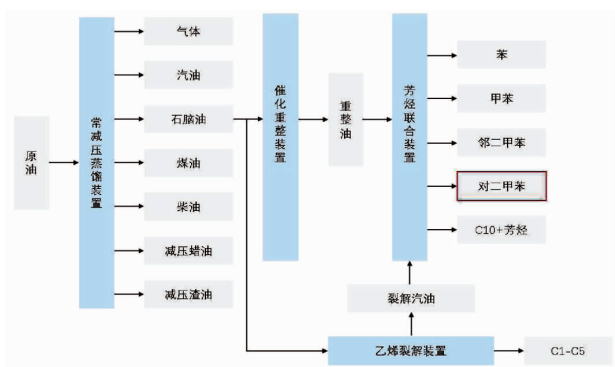 原油
常减压蒸馏装置
气体
汽油
石脑油
煤油
柴油
减压蜡油
减压渣油
催化重整装置
重整油
芳烃联合装置
苯
甲苯
邻二甲苯
对二甲苯
C10+芳烃
裂解汽油
乙烯裂解装置
C1-C5